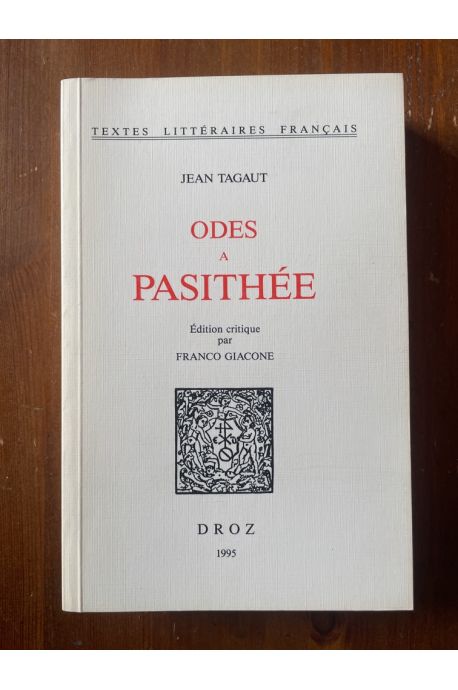 TEXTES LITTÉRAIRES FRANÇAIS
JEAN TAGAUT
ODES
A
PASITHÉE
Édition critique
par
FRANCO GIACONE
DROZ
1995